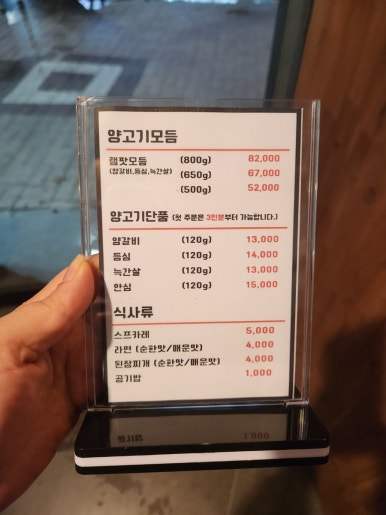 양고기모듬
램팟모듬 (800g) 82,000
(양갈비,등심,늑간살) (650g) 67,000
(500g) 52,000
양고기단품 (첫 주문은 3인분부터 가능합니다.)
양갈비 (120g) 13,000
등심 (120g) 14,000
늑간살 (120g) 13,000
안심 (120g) 15,000
식사류
스프카레 5,000
라면 (순한맛/매운맛) 4,000
된장찌개 (순한맛/매운맛) 4,000
공기밥 1,000